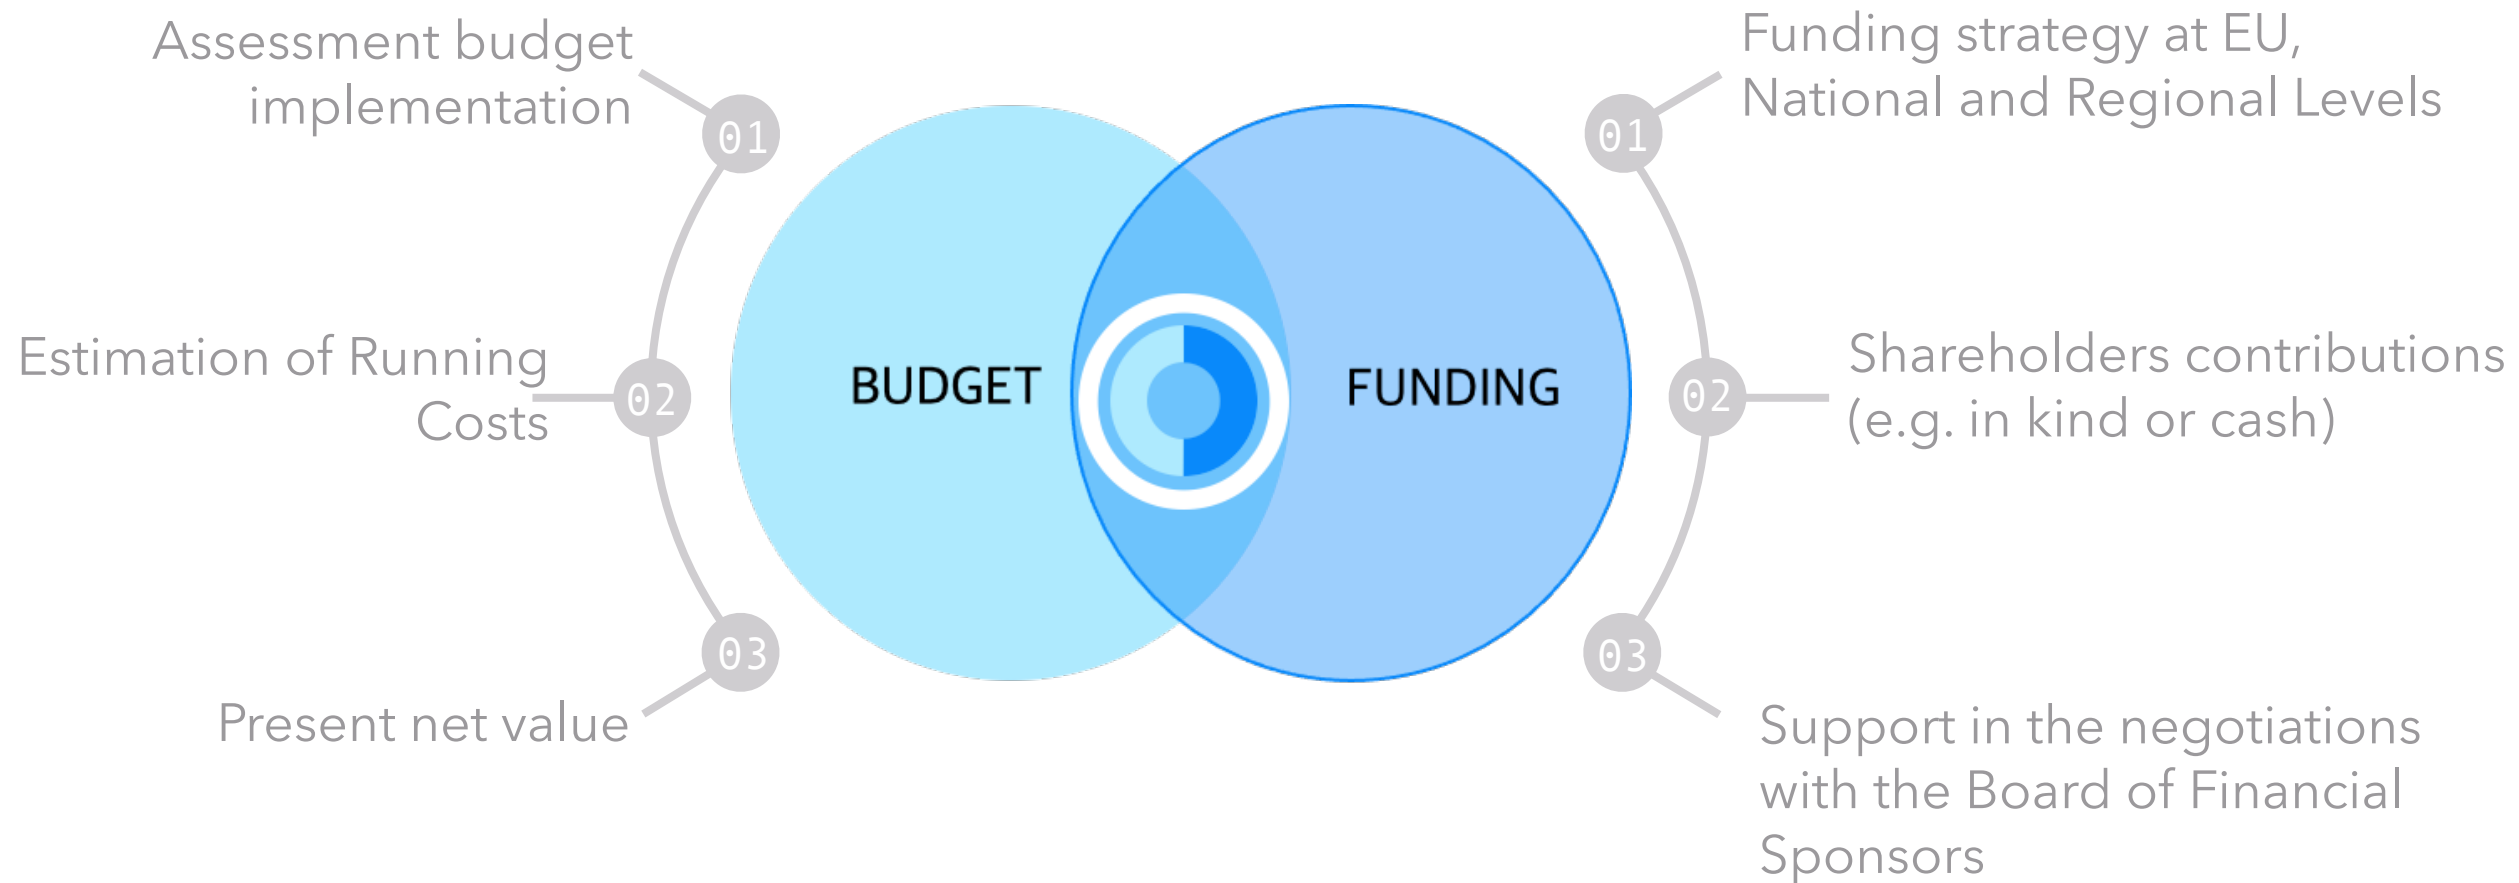 Assessment budget
implementation
01
Estimation of Running
Costs
02
Present net value
03
BUDGET
FUNDING
Funding strategy at EU,
National and Regional Levels
01
Shareholders contributions
(e.g. in kind or cash)
02
Support in the negotiations
with the Board of Financial
Sponsors
03